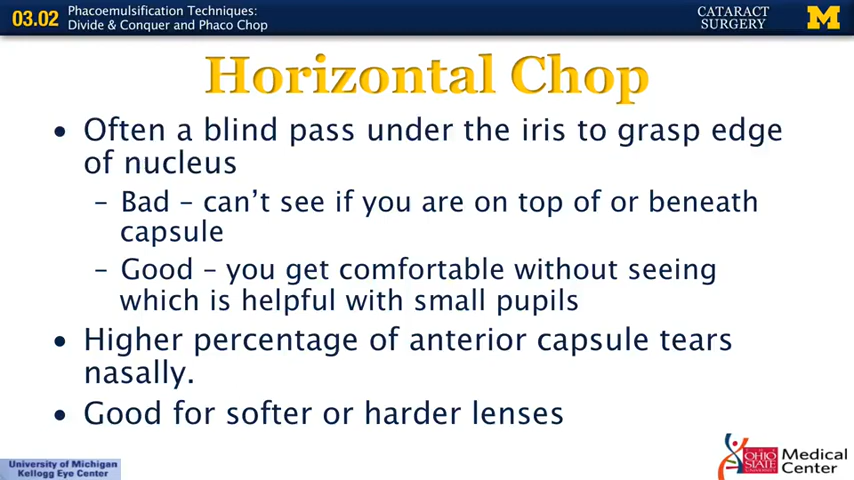 03.02
Phacoemulsification Techniques:
Divide & Conquer and Phaco Chop
CATARACT
SURGERY
M
Horizontal Chop
• Often a blind pass under the iris to grasp edge
of nucleus
– Bad – can’t see if you are on top of or beneath
capsule
– Good – you get comfortable without seeing
which is helpful with small pupils
• Higher percentage of anterior capsule tears
nasally.
• Good for softer or harder lenses
University of Michigan
Kellogg Eye Center
OHIO
STATE
UNIVERSITY
Medical
Center